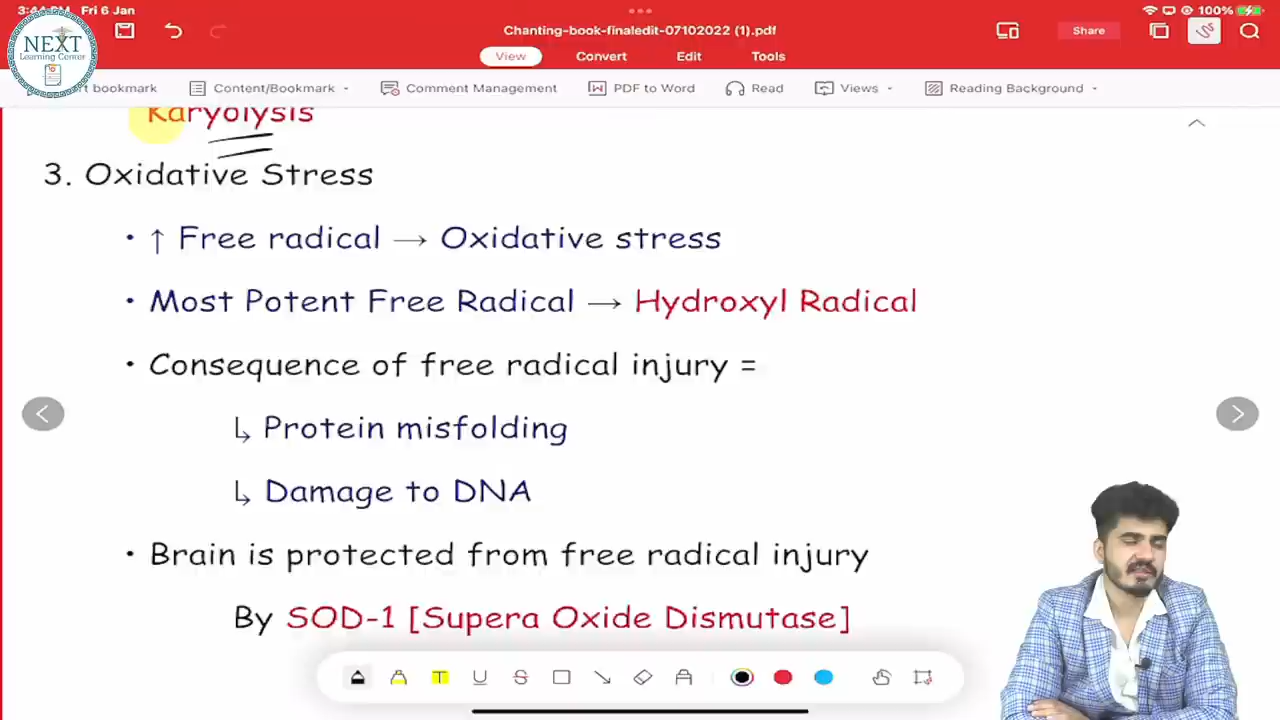 3:44 PM Fri 6 Jan
100%
NEXT
Learning Center
Chanting-book-finaledit-07102022 (1).pdf
Share
View
Convert
Edit
Tools
bookmark
Content/Bookmark
Comment Management
PDF to Word
Read
Views
Reading Background
Karyolysis
3. Oxidative Stress
• ↑ Free radical → Oxidative stress
• Most Potent Free Radical → Hydroxyl Radical
• Consequence of free radical injury =
↳ Protein misfolding
↳ Damage to DNA
• Brain is protected from free radical injury
By SOD-1 [Supera Oxide Dismutase]